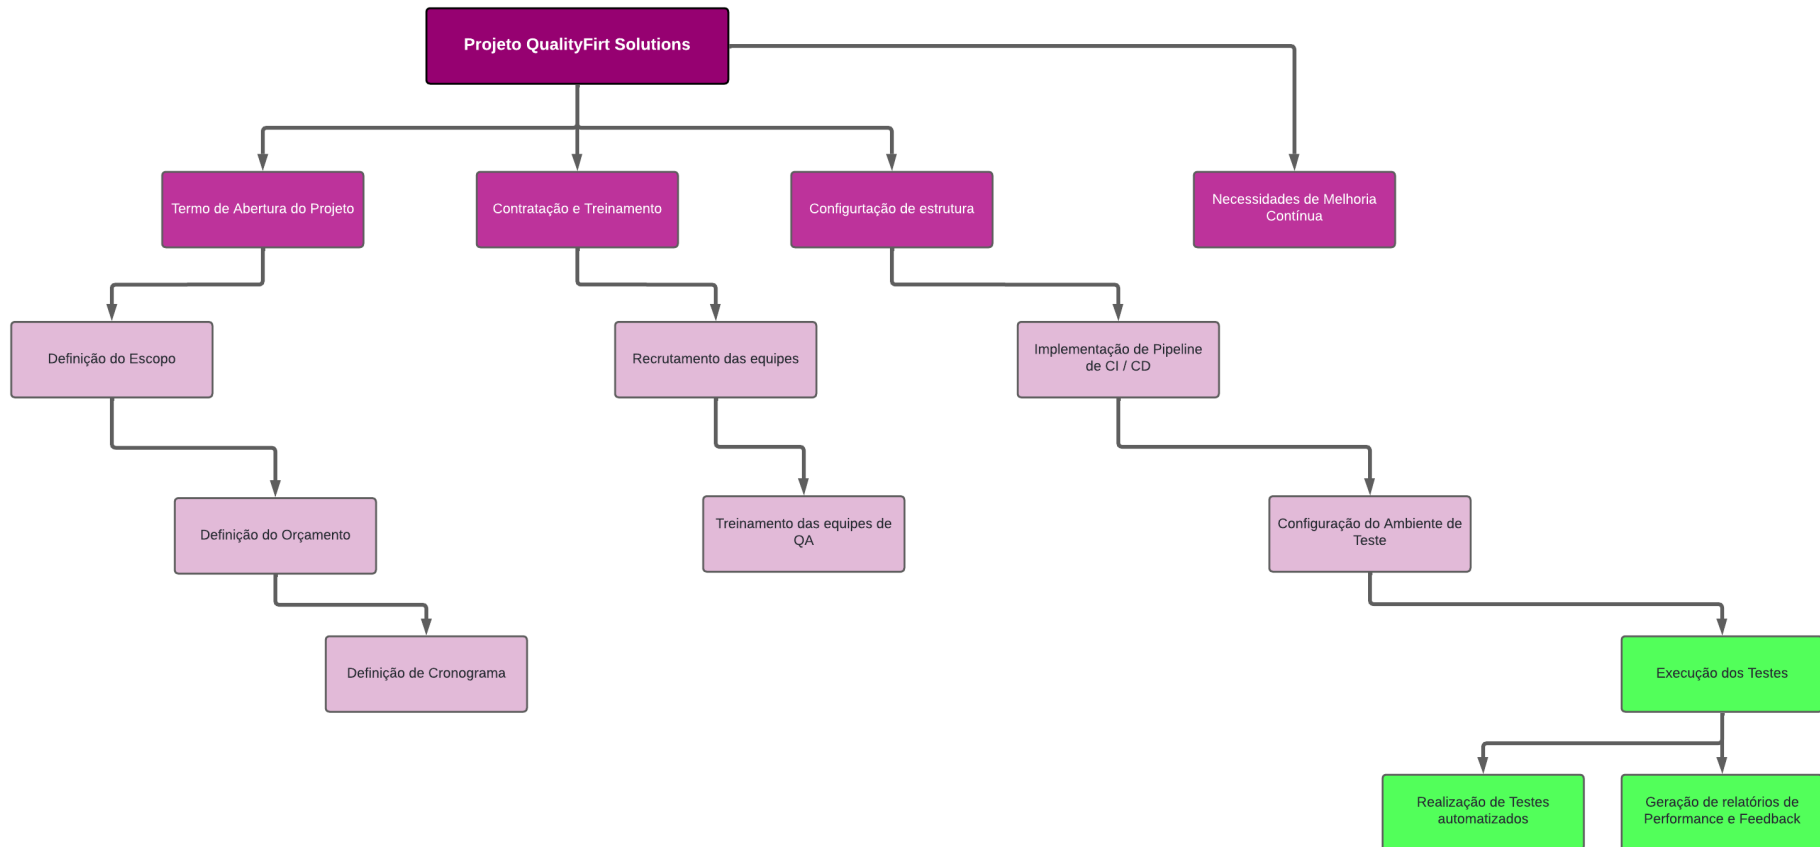 Projeto QualityFirt Solutions
Termo de Abertura do Projeto
Contratação e Treinamento
Configurtação de estrutura
Necessidades de Melhoria
Contínua
Definição do Escopo
Recrutamento das equipes
Implementação de Pipeline
de CI / CD
Definição do Orçamento
Treinamento das equipes de
QA
Configuração do Ambiente de
Teste
Definição de Cronograma
Execução dos Testes
Realização de Testes
automatizados
Geração de relatórios de
Performance e Feedback